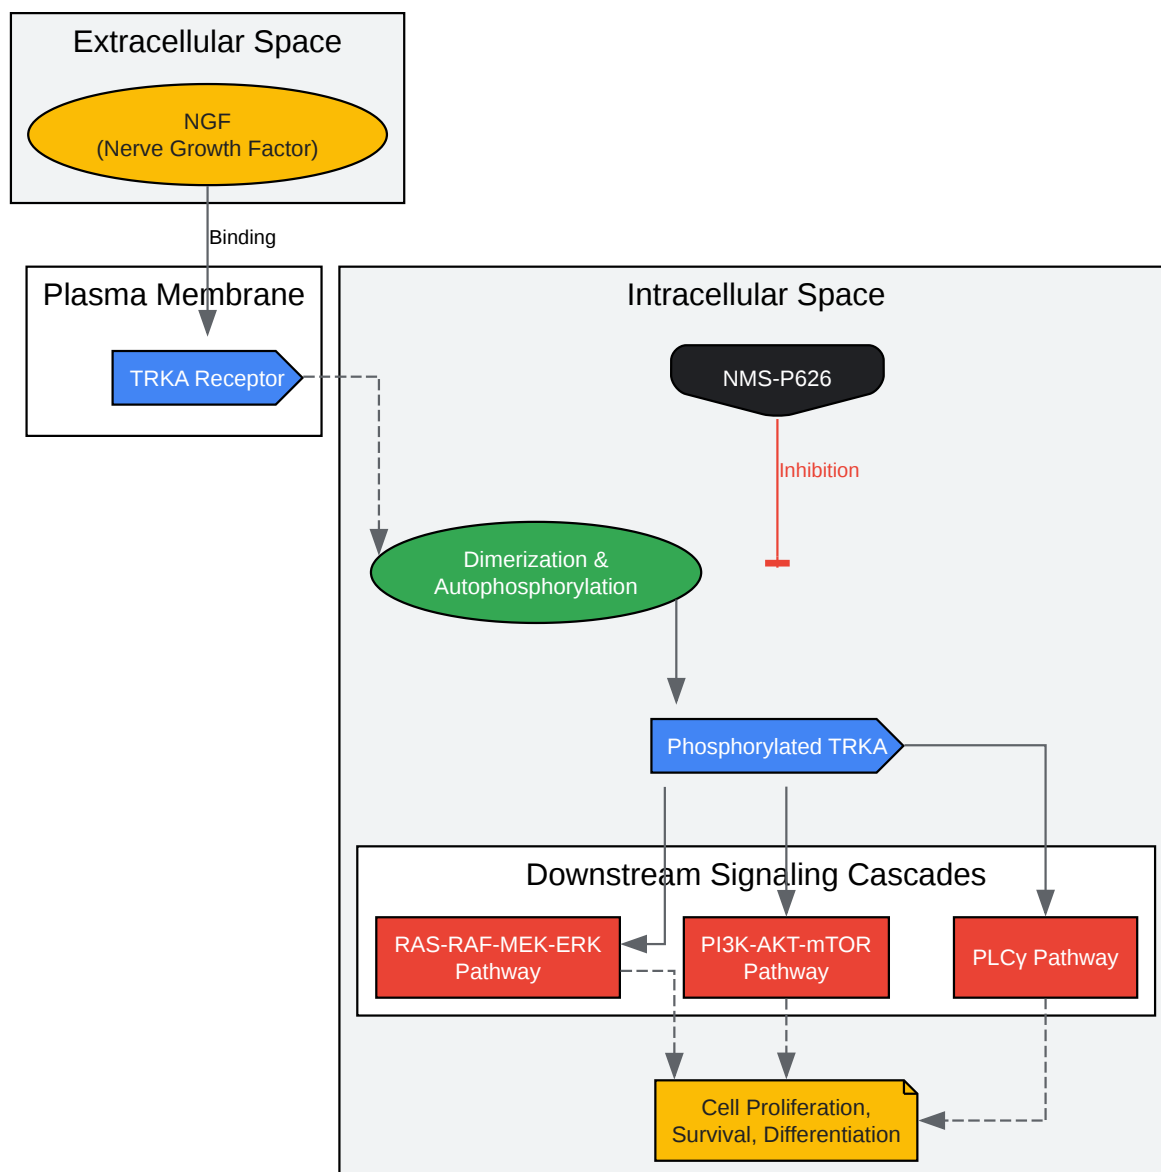 Extracellular Space
NGF
(Nerve Growth Factor)
Binding
Plasma Membrane
TRKA Receptor
Intracellular Space
NMS-P626
Inhibition
Dimerization &
Autophosphorylation
Phosphorylated TRKA
Downstream Signaling Cascades
RAS-RAF-MEK-ERK
Pathway
PI3K-AKT-mTOR
Pathway
PLCγ Pathway
Cell Proliferation,
Survival, Differentiation